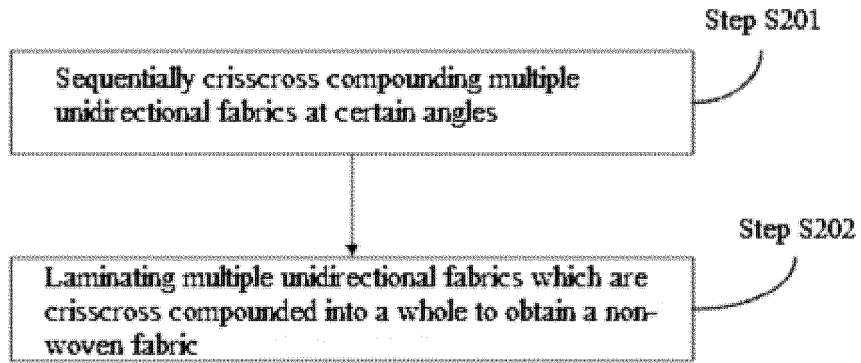 Step S201
Sequentially crisscross compounding multiple
unidirectional fabrics at certain angles
Step S202
Laminating multiple unidirectional fabrics which are
crisscross compounded into a whole to obtain a non-
woven fabric